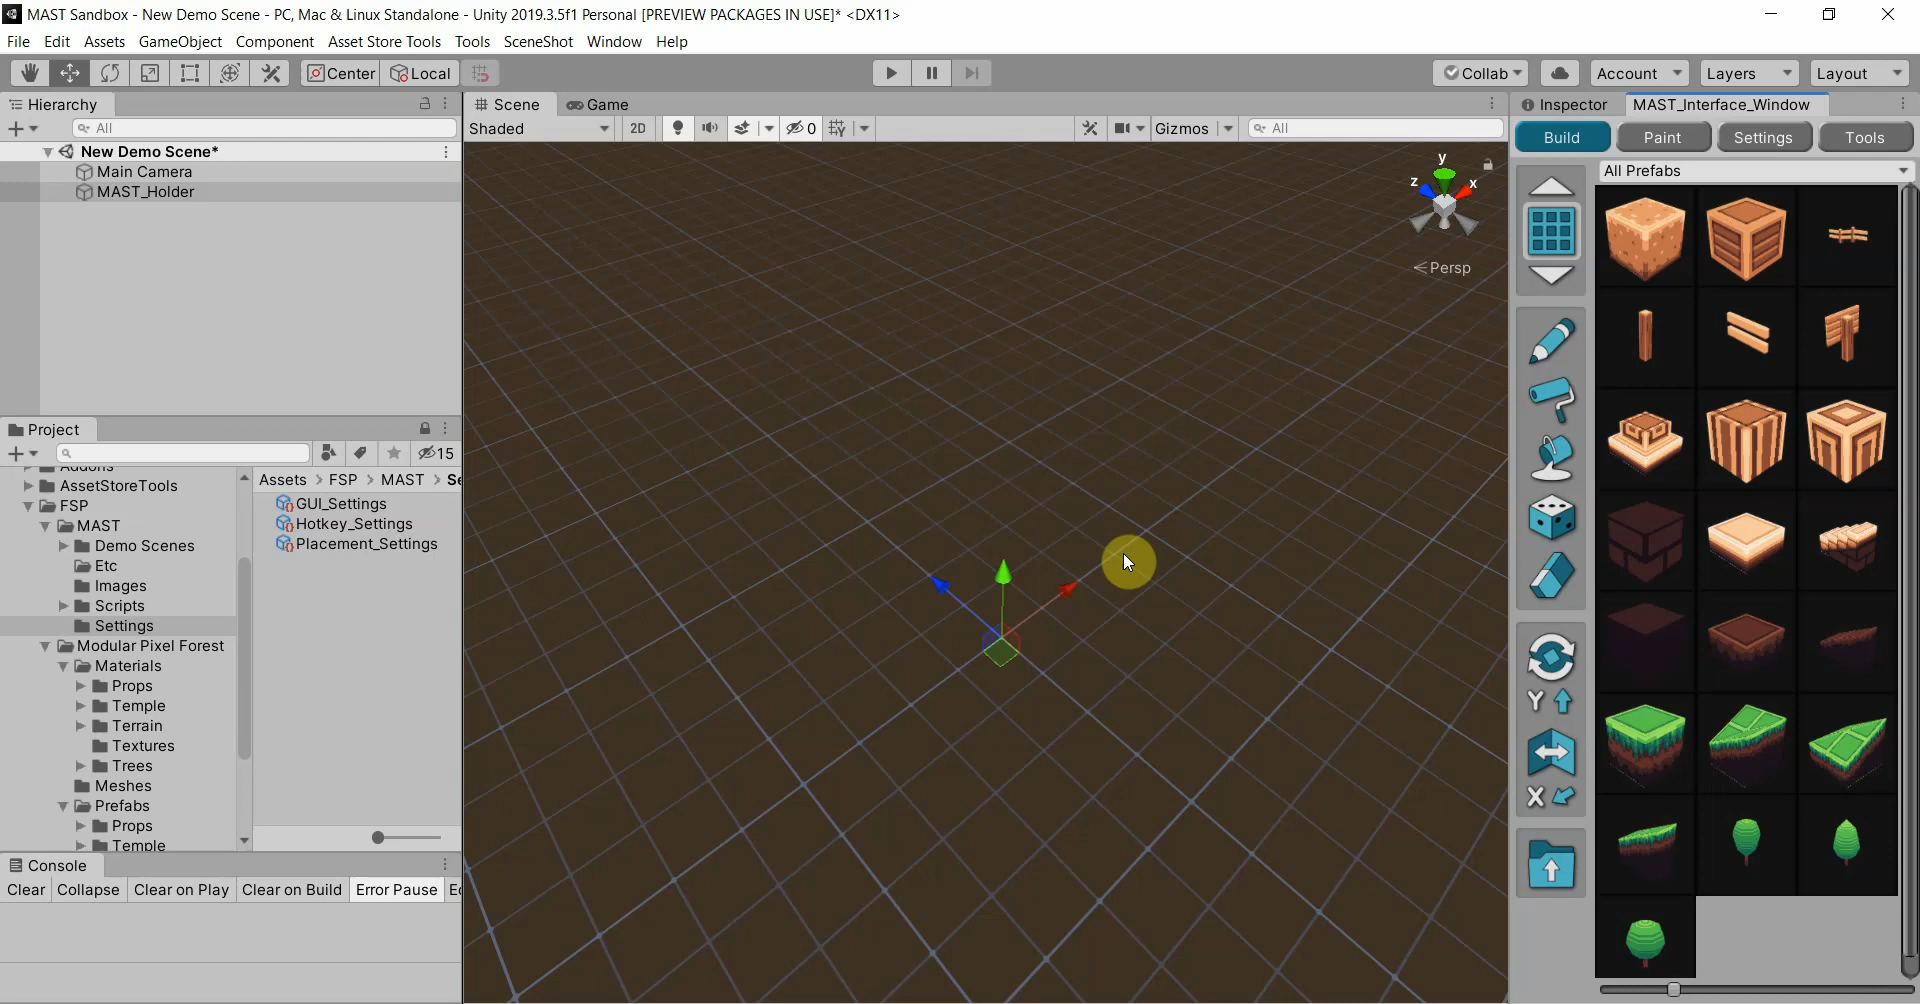 MAST Sandbox - New Demo Scene - PC, Mac & Linux Standalone - Unity 2019.3.5f1 Personal [PREVIEW PACKAGES IN USE]* <DX11>
File Edit Assets GameObject Component Asset Store Tools Tools SceneShot Window Help
Center Local Collab Account Layers Layout
Hierarchy
All
New Demo Scene*
Main Camera
MAST_Holder
Scene Game
Shaded 2D 0 Gizmos All
y
z x
Persp
Inspector MAST_Interface_Window
Build Paint Settings Tools
All Prefabs
Y
X
Project
15
Addons
AssetStoreTools
FSP
MAST
Demo Scenes
Etc
Images
Scripts
Settings
Modular Pixel Forest
Materials
Props
Temple
Terrain
Textures
Trees
Meshes
Prefabs
Props
Temple
Assets > FSP > MAST > Se
GUI_Settings
Hotkey_Settings
Placement_Settings
Console
Clear Collapse Clear on Play Clear on Build Error Pause Ec